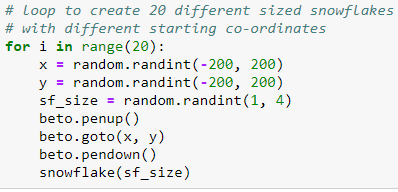 # loop to create 20 different sized snowflakes
# with different starting co-ordinates
for i in range(20):
    x = random.randint(-200, 200)
    y = random.randint(-200, 200)
    sf_size = random.randint(1, 4)
    beto.penup()
    beto.goto(x, y)
    beto.pendown()
    snowflake(sf_size)